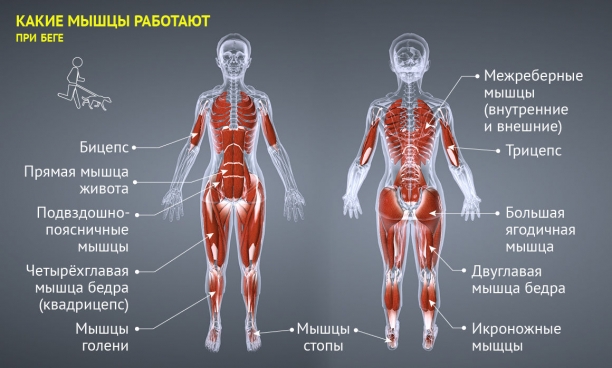 КАКИЕ МЫШЦЫ РАБОТАЮТ
ПРИ БЕГЕ
Бицепс
Прямая мышца
живота
Подвздошно-
поясничные
мышцы
Четырёхглавая
мышца бедра
(квадрицепс)
Мышцы
голени
Мышцы
стопы
Межреберные
мышцы
(внутренние
и внешние)
Трицепс
Большая
ягодичная
мышца
Двуглавая
мышца бедра
Икроножные
мыщцы